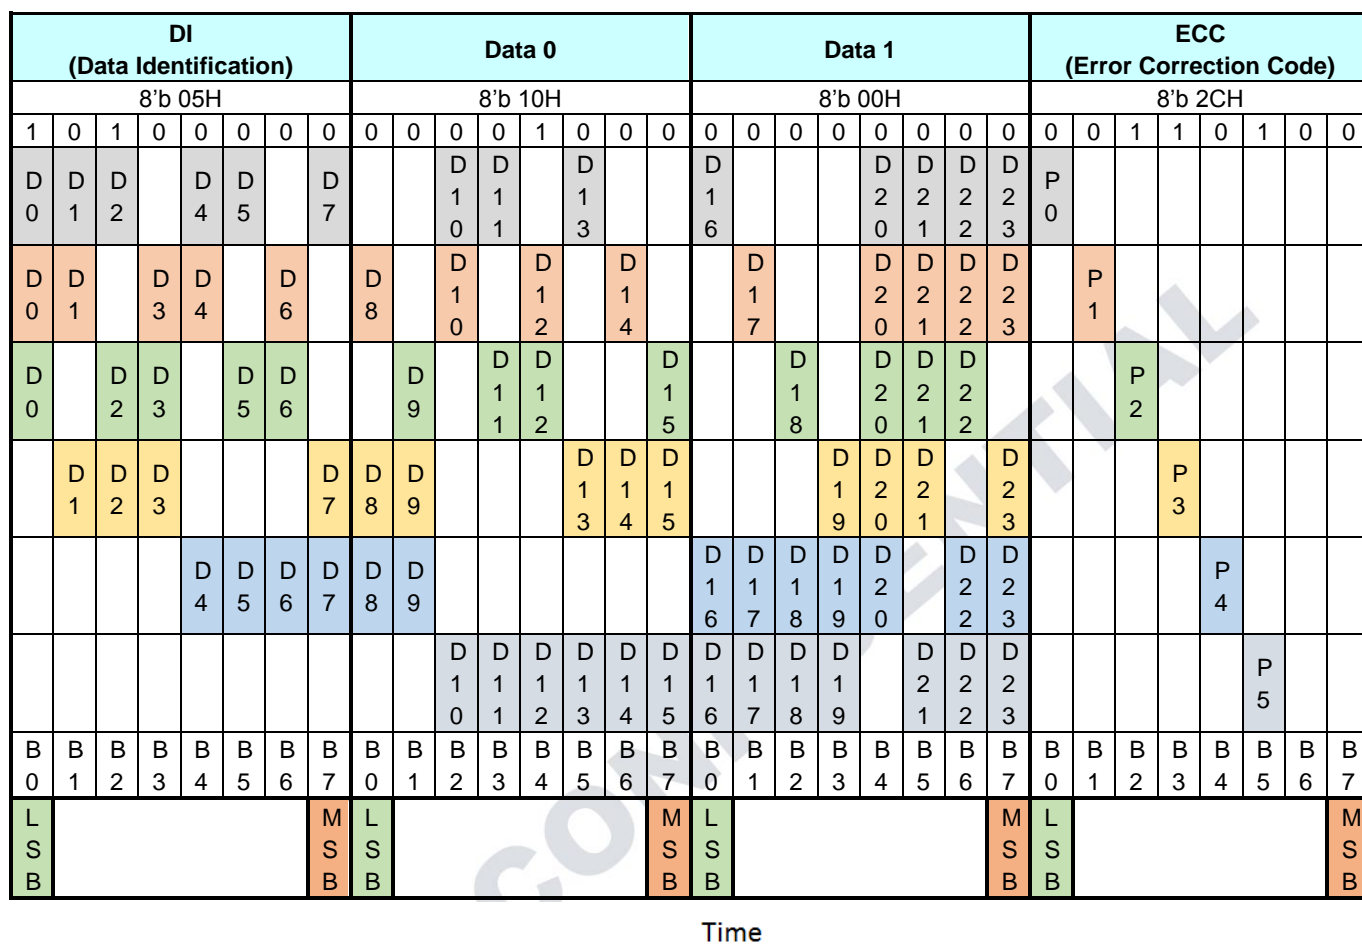 DI Data 0 Data 1 ECC
(Data Identification) (Error Correction Code)
8'b 05H 8'b 10H 8'b 00H 8'b 2CH
1 0 1 0 0 0 0 0 0 0 0 0 1 0 0 0 0 0 0 0 0 0 0 0 0 0 1 1 0 1 0 0
D0 D1 D2 D4 D5 D7 D10 D11 D13 D16 D20 D21 D22 D23 P0
D0 D1 D3 D4 D6 D8 D10 D12 D14 D17 D20 D21 D22 D23 P1
D0 D2 D3 D5 D6 D9 D11 D12 D15 D18 D20 D21 D22 P2
D1 D2 D3 D7 D8 D9 D13 D14 D15 D19 D20 D21 D23 P3
D4 D5 D6 D7 D8 D9 D16 D17 D18 D19 D20 D22 D23 P4
D10 D11 D12 D13 D14 D15 D16 D17 D18 D19 D21 D22 D23 P5
B0 B1 B2 B3 B4 B5 B6 B7 B0 B1 B2 B3 B4 B5 B6 B7 B0 B1 B2 B3 B4 B5 B6 B7 B0 B1 B2 B3 B4 B5 B6 B7
LSB MSB LSB MSB LSB MSB LSB MSB
Time
CONFIDENTIAL